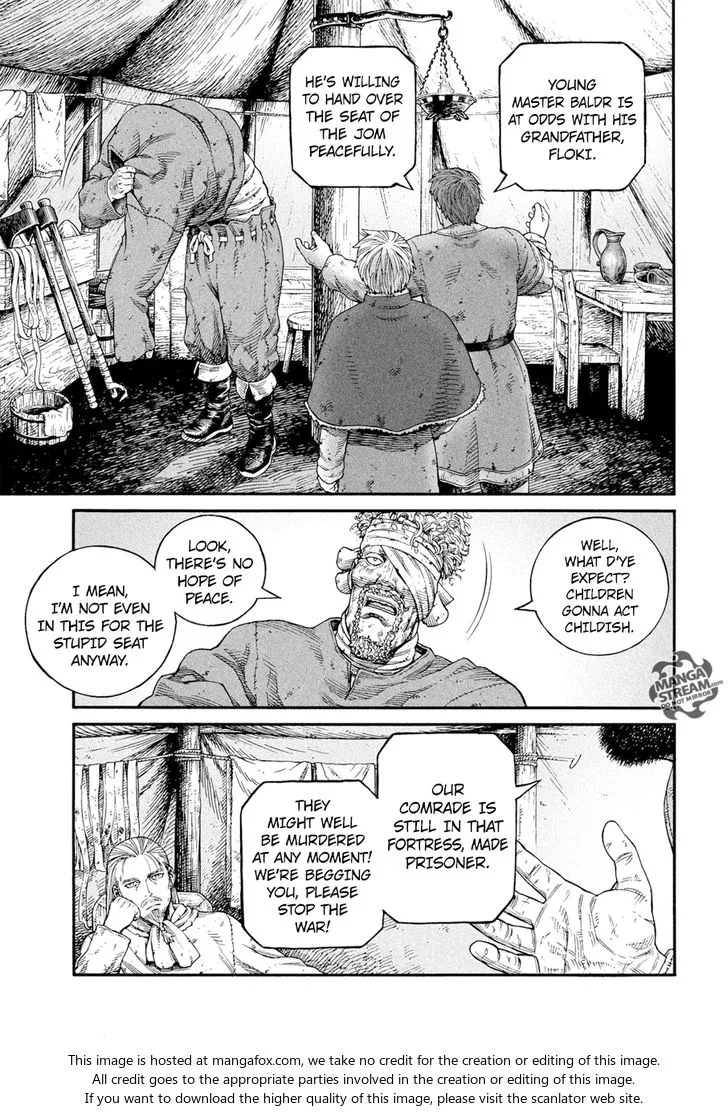 YOUNG
MASTER BALDR IS
AT ODDS WITH HIS
GRANDFATHER,
FLOKI.
HE'S WILLING
TO HAND OVER
THE SEAT OF
THE JOM
PEACEFULLY.
WELL,
WHAT D'YE
EXPECT?
CHILDREN
GONNA ACT
CHILDISH.
LOOK,
THERE'S NO
HOPE OF
PEACE.
I MEAN,
I'M NOT EVEN
IN THIS FOR THE
STUPID SEAT
ANYWAY.
MANGA
STREAM.com
DO NOT MIRROR
OUR
COMRADE IS
STILL IN THAT
FORTRESS, MADE
PRISONER.
THEY
MIGHT WELL
BE MURDERED
AT ANY MOMENT!
WE'RE BEGGING
YOU, PLEASE
STOP THE
WAR!
This image is hosted at mangafox.com, we take no credit for the creation or editing of this image.
All credit goes to the appropriate parties involved in the creation or editing of this image.
If you want to download the higher quality of this image, please visit the scanlator web site.